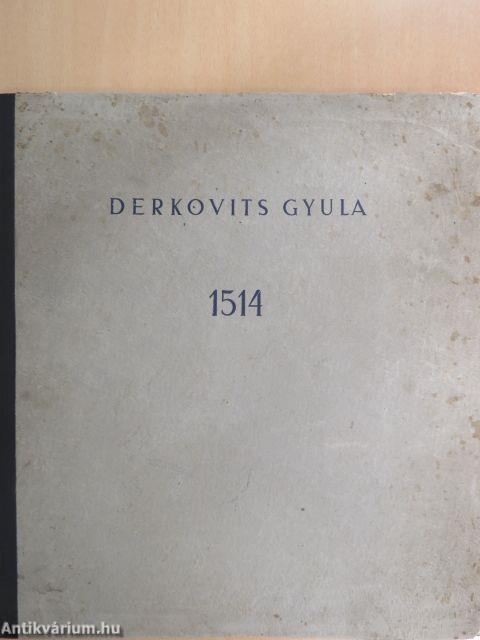 DERKOVITS GYULA
1514
Antikvárium.hu